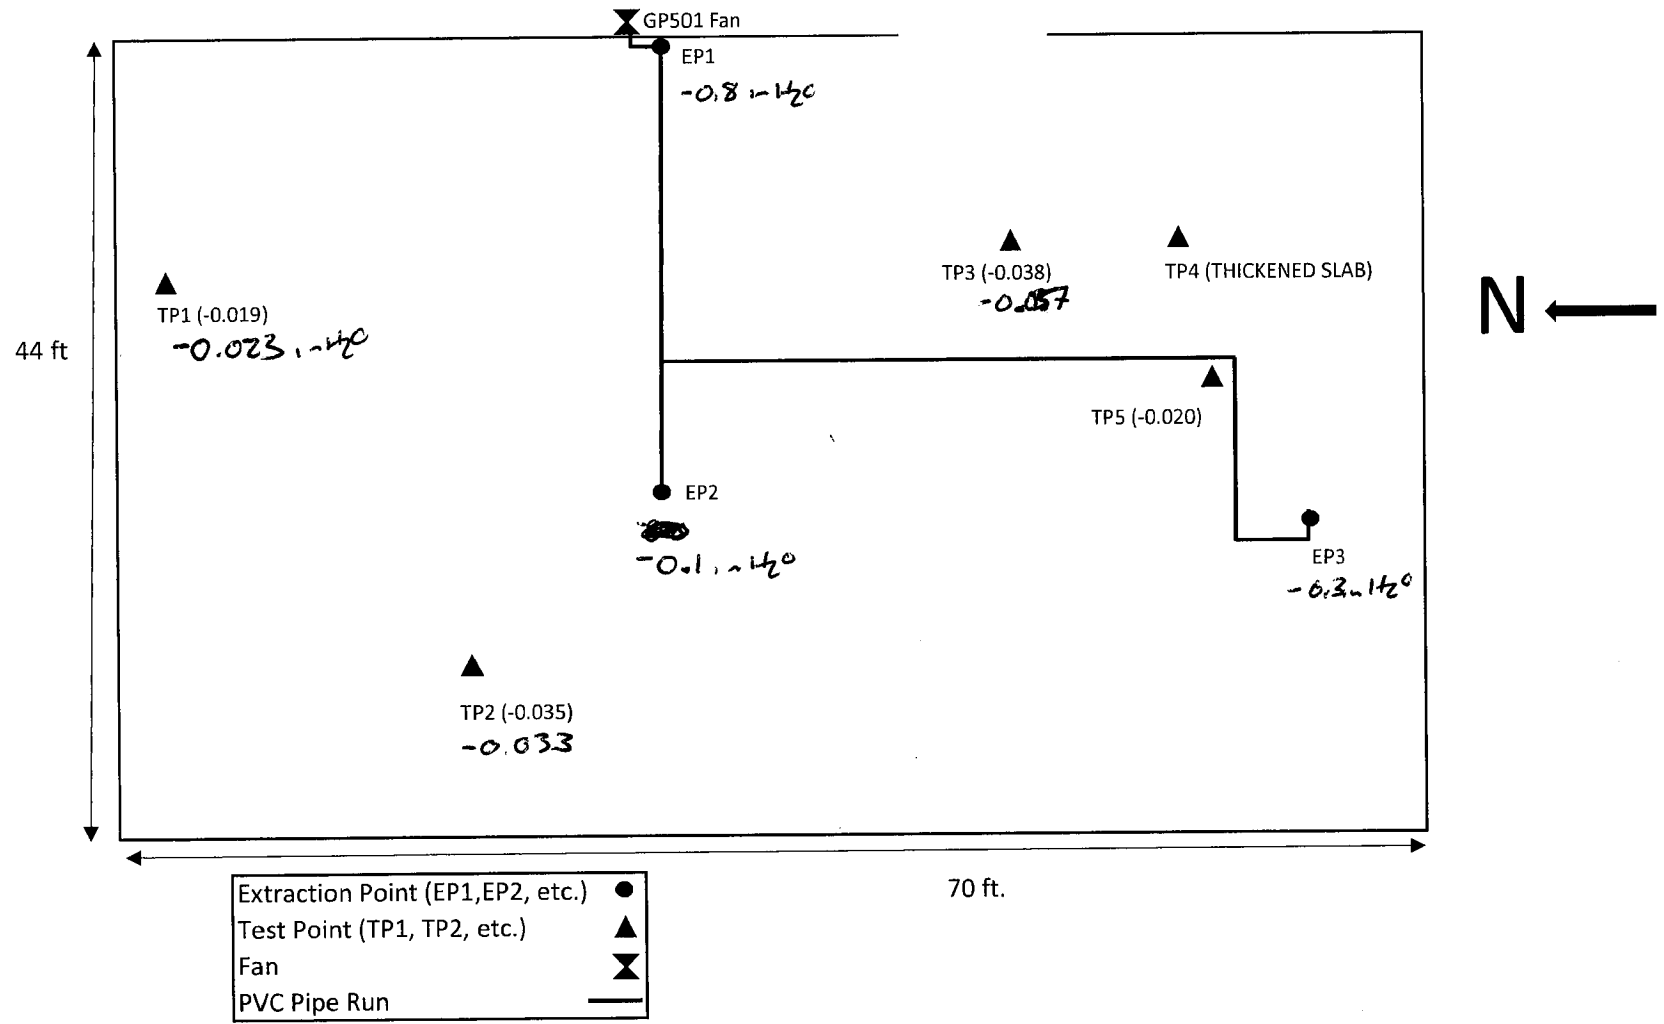 GP501 Fan
EP1
-0.8 in H2O
TP3 (-0.038)
-0.057
TP4 (THICKENED SLAB)
N
TP1 (-0.019)
-0.023 in H2O
44 ft
TP5 (-0.020)
EP2
-0.1 in H2O
EP3
-0.3 in H2O
TP2 (-0.035)
-0.033
70 ft.
Extraction Point (EP1,EP2, etc.)
Test Point (TP1, TP2, etc.)
Fan
PVC Pipe Run